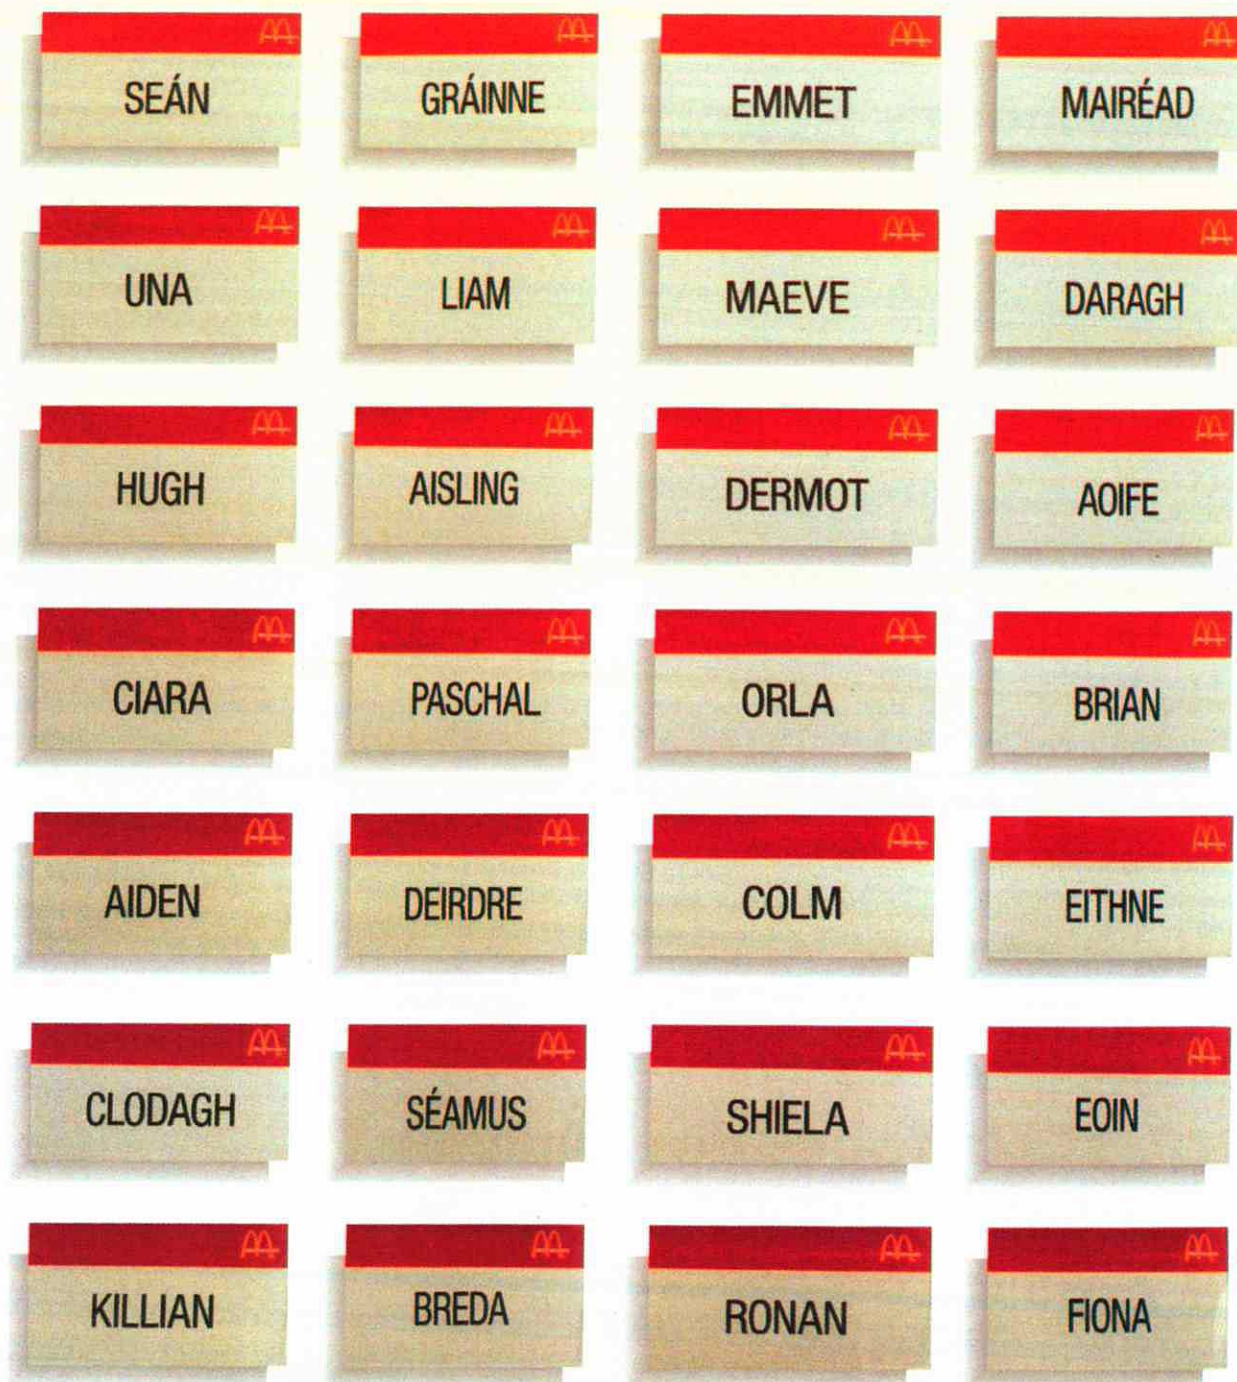 SEÁN GRÁINNE EMMET MAIRÉAD
UNA LIAM MAEVE DARAGH
HUGH AISLING DERMOT AOIFE
CIARA PASCHAL ORLA BRIAN
AIDEN DEIRDRE COLM EITHNE
CLODAGH SÉAMUS SHIELA EOIN
KILLIAN BREDA RONAN FIONA